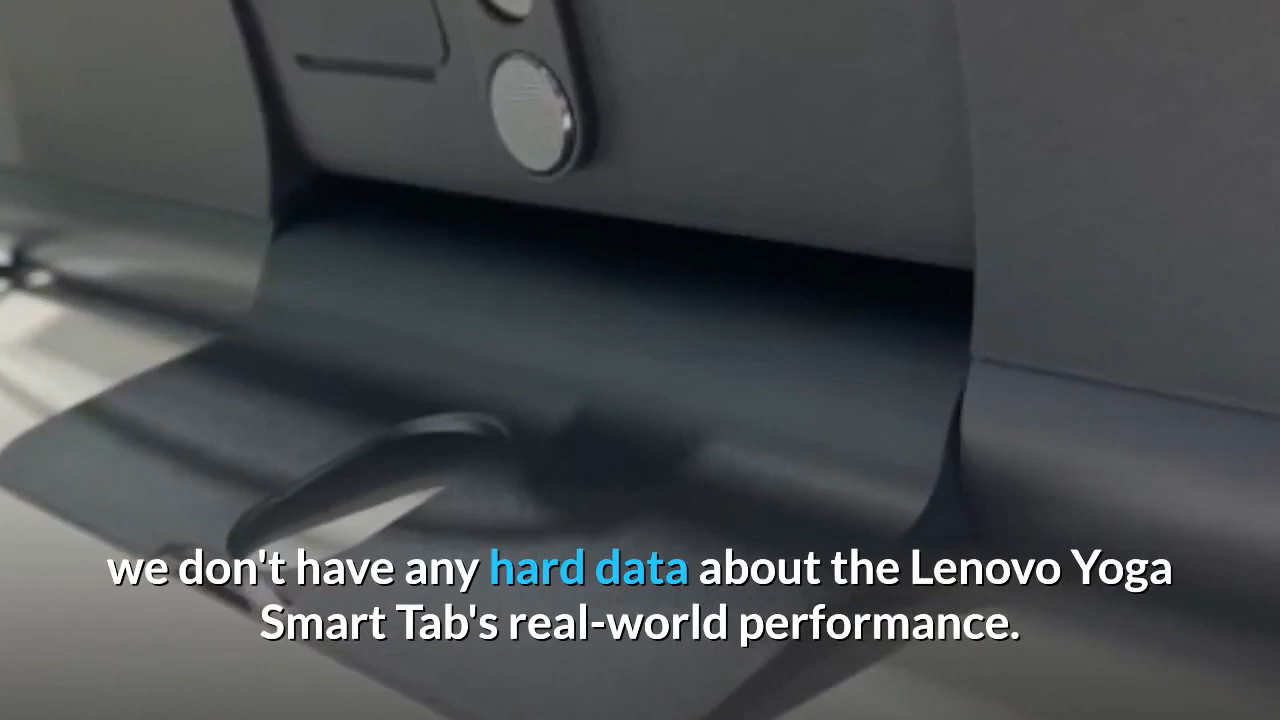 we don't have any hard data about the Lenovo Yoga
Smart Tab's real-world performance.